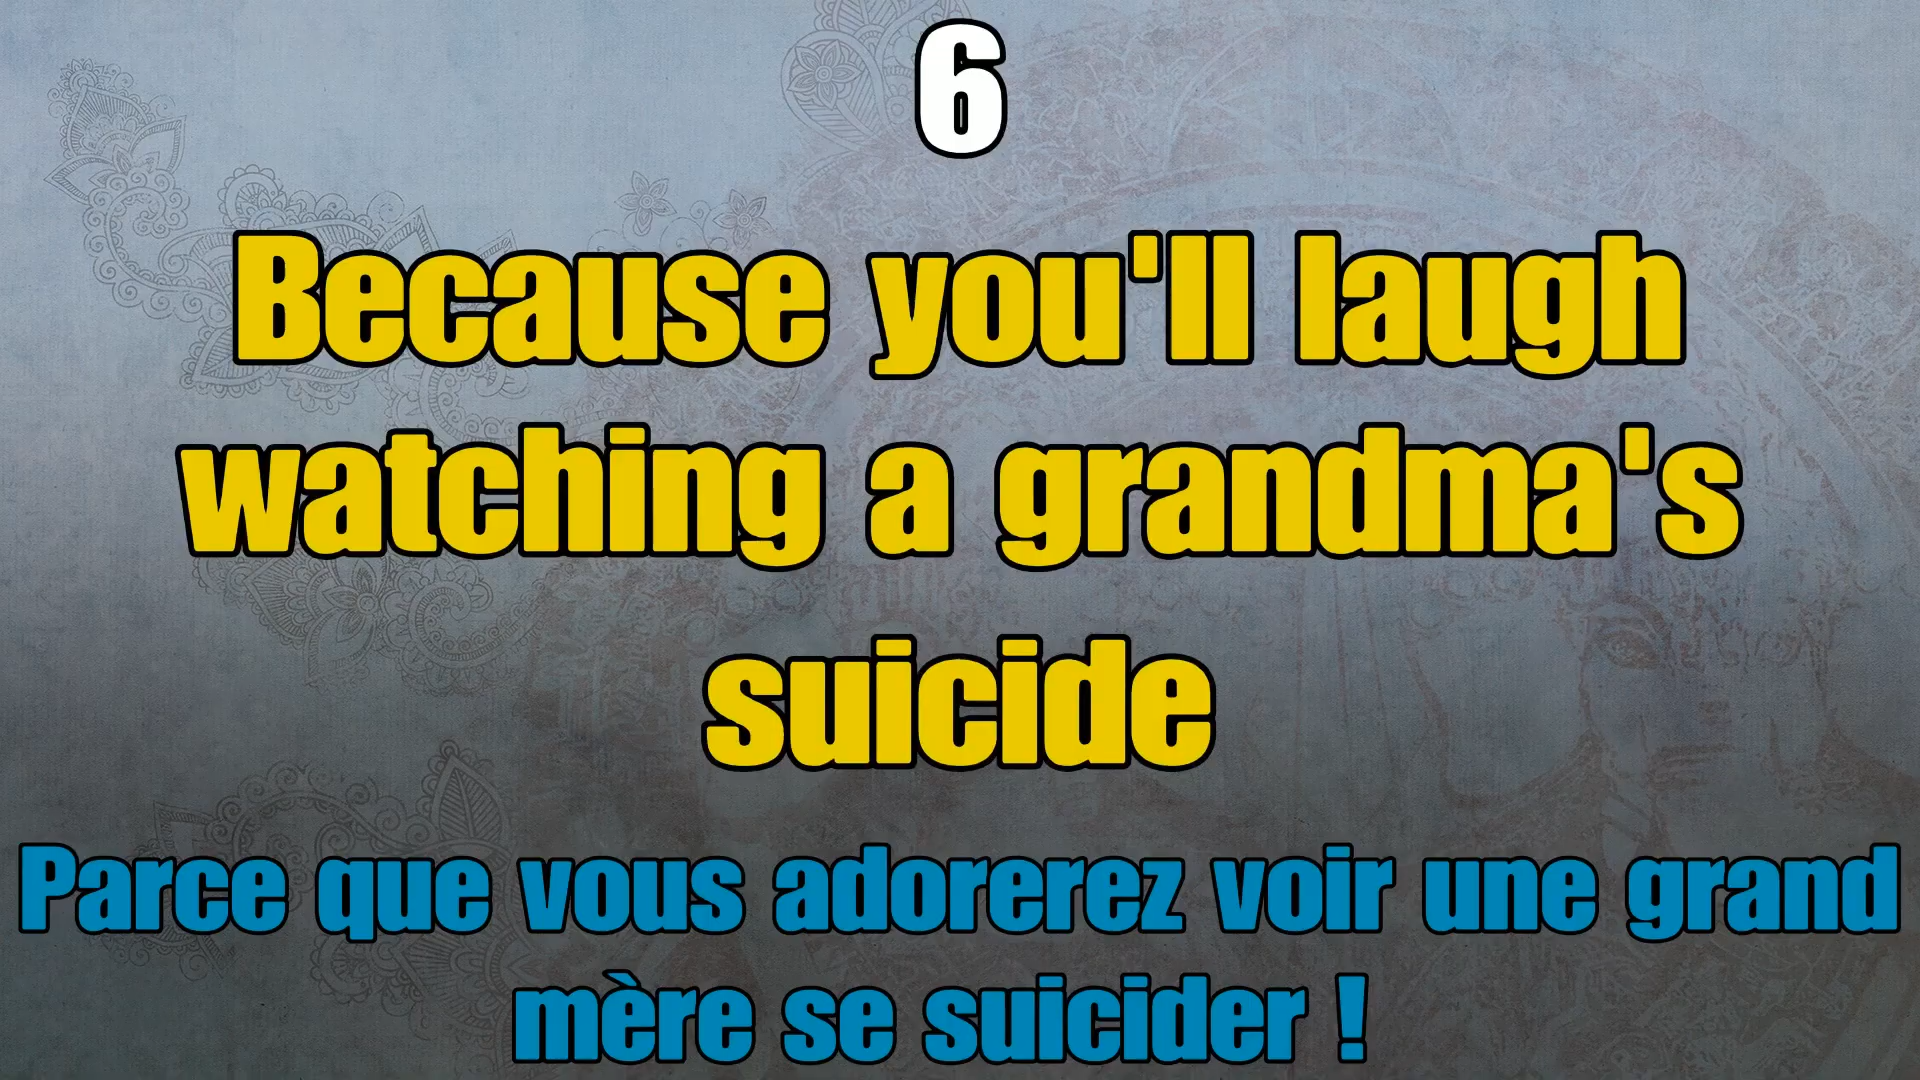 6
Because you'll laugh
watching a grandma's
suicide
Parce que vous adorerez voir une grand
mère se suicider !